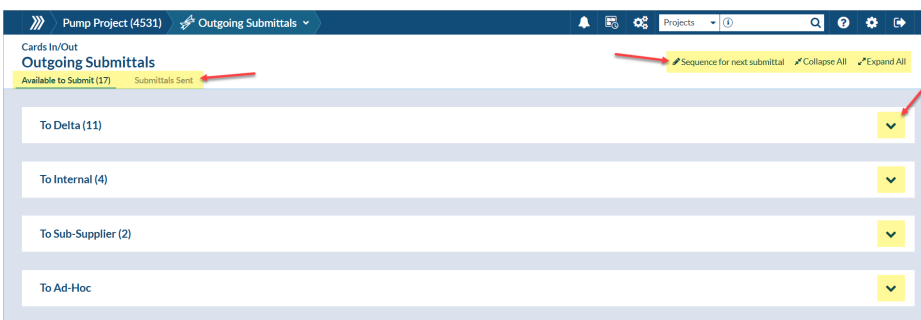 Pump Project (4531) Outgoing Submittals Projects
Cards In/Out
Outgoing Submittals
Sequence for next submittal Collapse All Expand All
Available to Submit (17) Submittals Sent
To Delta (11)
To Internal (4)
To Sub-Supplier (2)
To Ad-Hoc